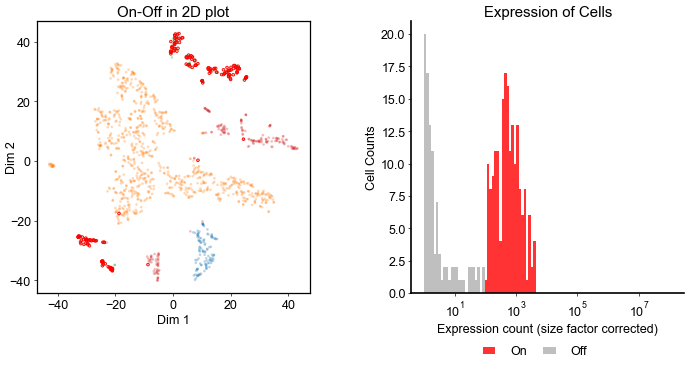 On-Off in 2D plot
40
20
0
−20
−40
Dim 2
−40 −20 0 20 40
Dim 1
Expression of Cells
20.0
17.5
15.0
12.5
10.0
7.5
5.0
2.5
0.0
Cell Counts
10^1 10^3 10^5 10^7
Expression count (size factor corrected)
On Off